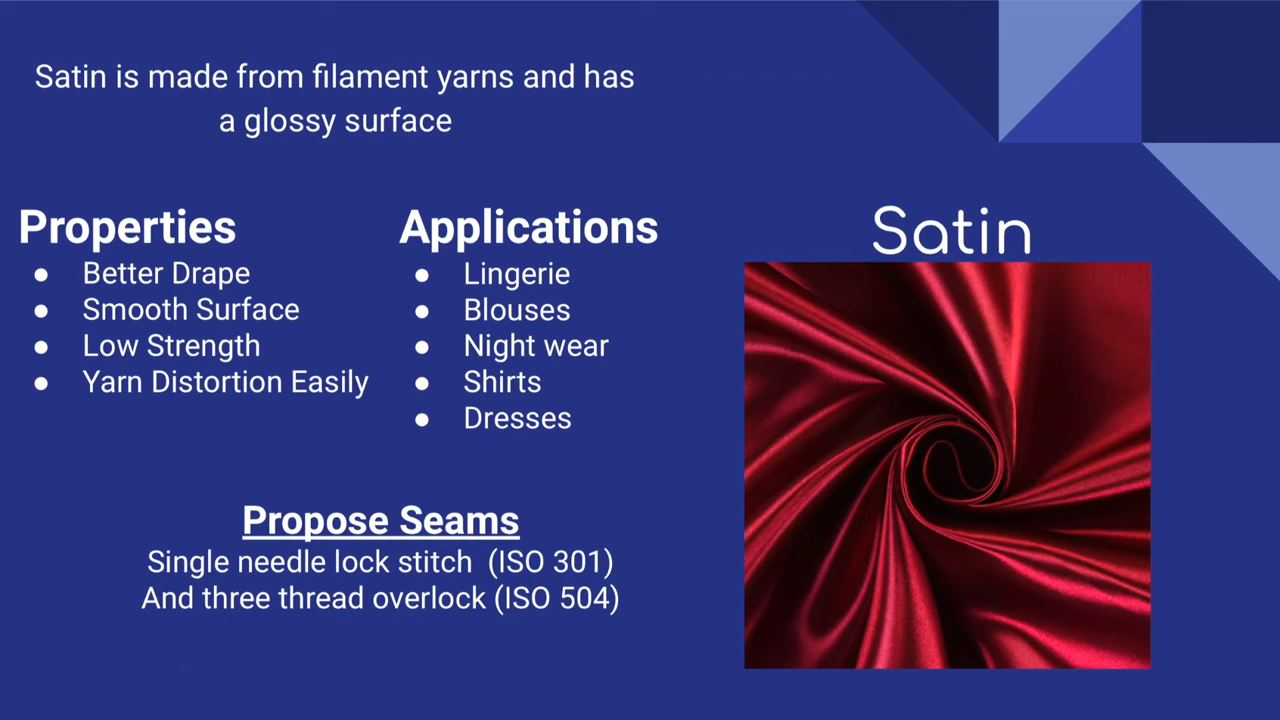 Satin is made from filament yarns and has
a glossy surface
Properties
● Better Drape
● Smooth Surface
● Low Strength
● Yarn Distortion Easily
Applications
● Lingerie
● Blouses
● Night wear
● Shirts
● Dresses
Propose Seams
Single needle lock stitch (ISO 301)
And three thread overlock (ISO 504)
Satin